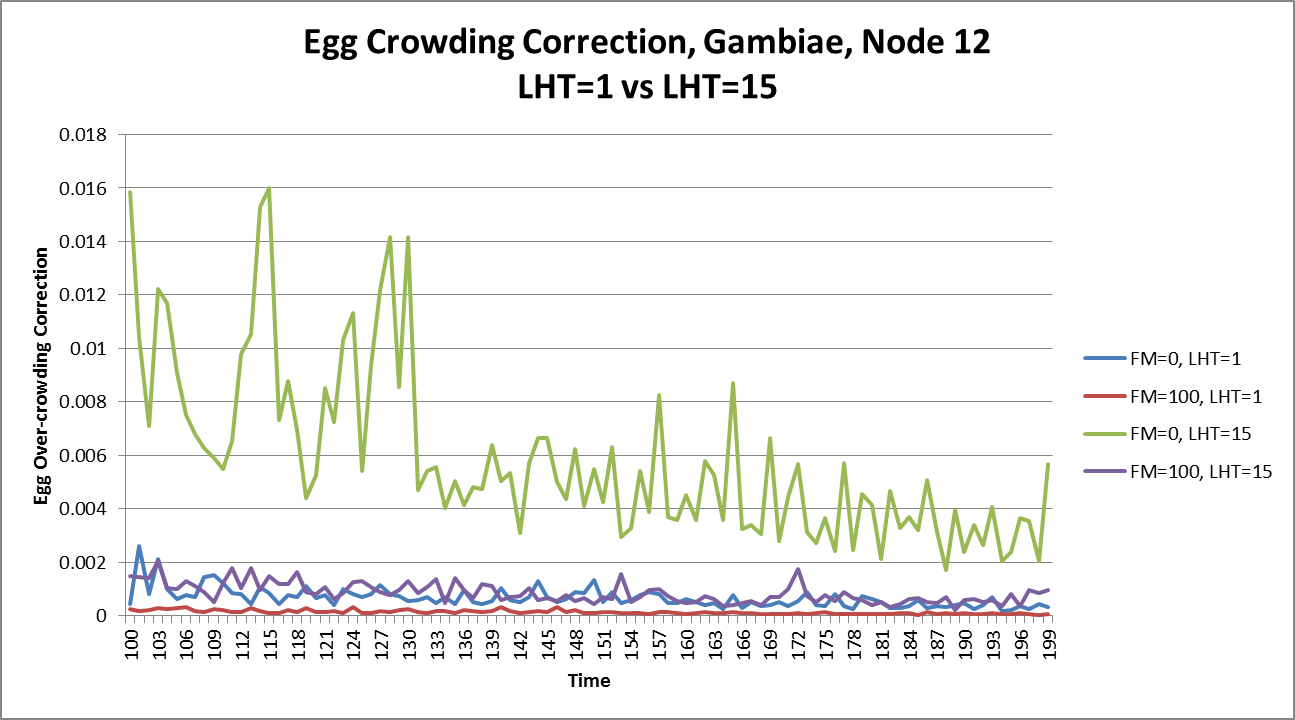 Egg Crowding Correction, Gambiae, Node 12
LHT=1 vs LHT=15
Egg Over-crowding Correction
0.018
0.016
0.014
0.012
0.01
0.008
0.006
0.004
0.002
0
100 103 106 109 112 115 118 121 124 127 130 133 136 139 142 145 148 151 154 157 160 163 166 169 172 175 178 181 184 187 190 193 196 199
Time
FM=0, LHT=1
FM=100, LHT=1
FM=0, LHT=15
FM=100, LHT=15